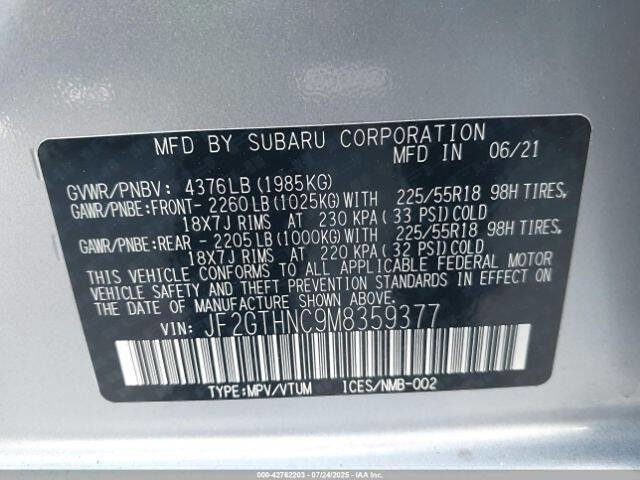 MFD BY SUBARU CORPORATION
MFD IN 06/21
GVWR/PNBV: 4376LB (1985KG)
GAWR/PNBE:FRONT- 2260LB (1025KG)WITH 225/55R18 98H TIRES,
18X7J RIMS AT 230 KPA (33 PSI)COLD
GAWR/PNBE:REAR - 2205LB (1000KG)WITH 225/55R18 98H TIRES,
18X7J RIMS AT 220 KPA (32 PSI)COLD
THIS VEHICLE CONFORMS TO ALL APPLICABLE FEDERAL MOTOR
VEHICLE SAFETY AND BUMPER STANDARDS IN EFFECT ON
THE DATE OF MANUFACTURE SHOWN ABOVE.
VIN: JF2GTHNC9M8359377
TYPE:MPV/VTUM ICES/NMB-002
000-42762203 - 07/24/2025 - IAAI.COM